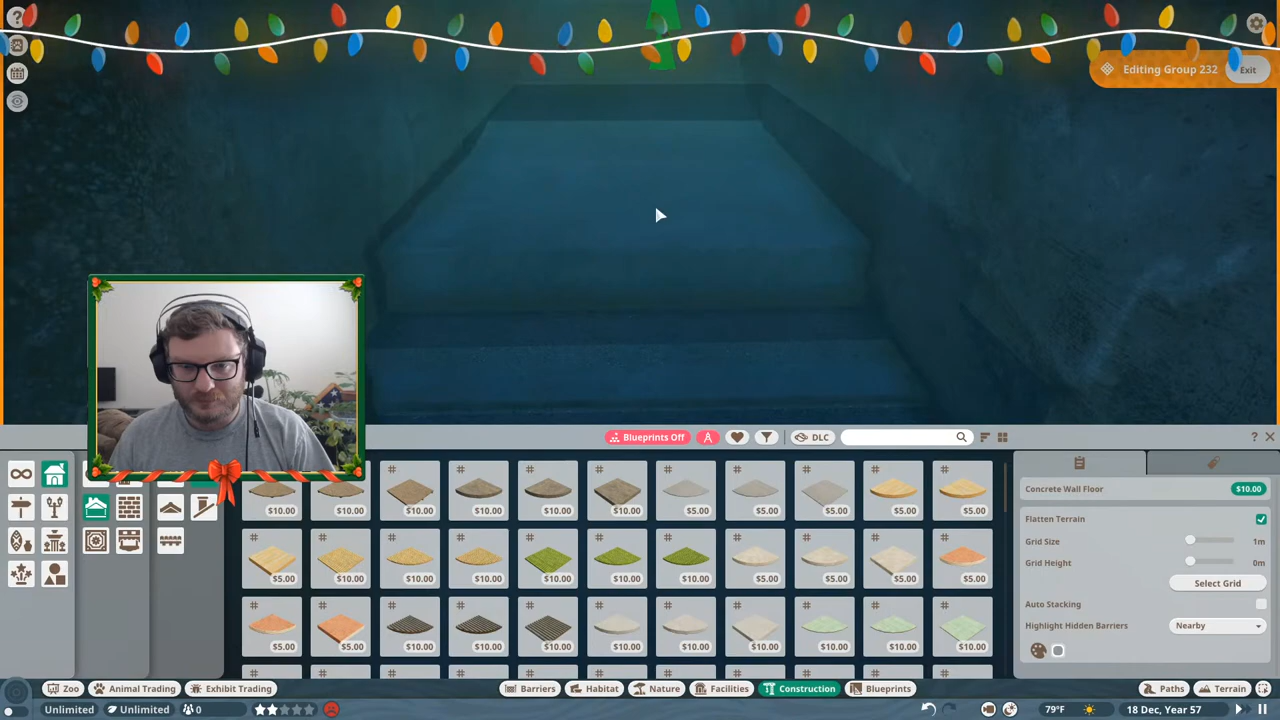 ?
Editing Group 232
Exit
Blueprints Off
DLC
?
$10.00 $10.00 $10.00 $10.00 $10.00 $10.00 $5.00 $5.00 $5.00 $10.00 $10.00
$5.00 $10.00 $10.00 $10.00 $10.00 $10.00 $10.00 $5.00 $5.00 $5.00 $5.00
$5.00 $5.00 $10.00 $10.00 $10.00 $10.00 $10.00 $10.00 $10.00 $10.00 $10.00
Concrete Wall Floor
$10.00
Flatten Terrain
Grid Size 1m
Grid Height 0m
Select Grid
Auto Stacking
Highlight Hidden Barriers
Nearby
Zoo Animal Trading Exhibit Trading Barriers Habitat Nature Facilities Construction Blueprints Paths Terrain
Unlimited Unlimited 0 79°F 18 Dec, Year 57